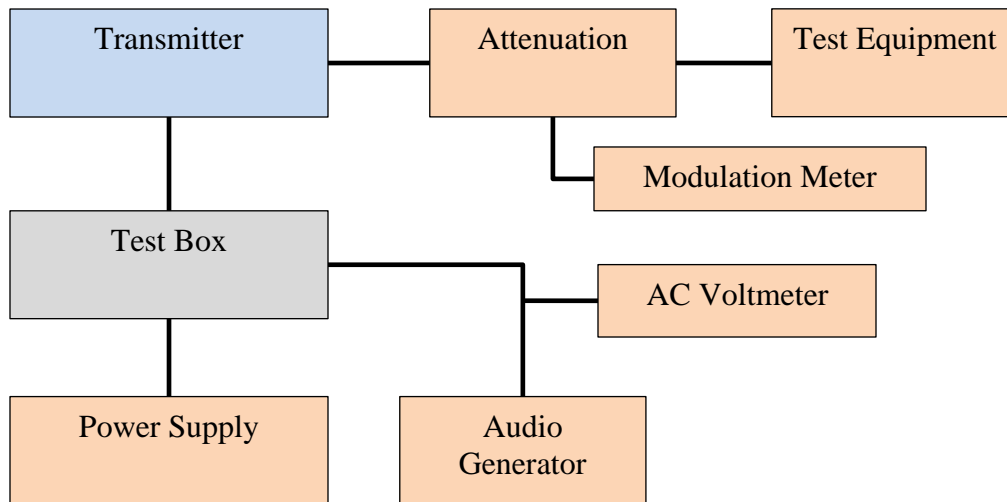 Transmitter
Attenuation
Test Equipment
Modulation Meter
Test Box
AC Voltmeter
Power Supply
Audio
Generator